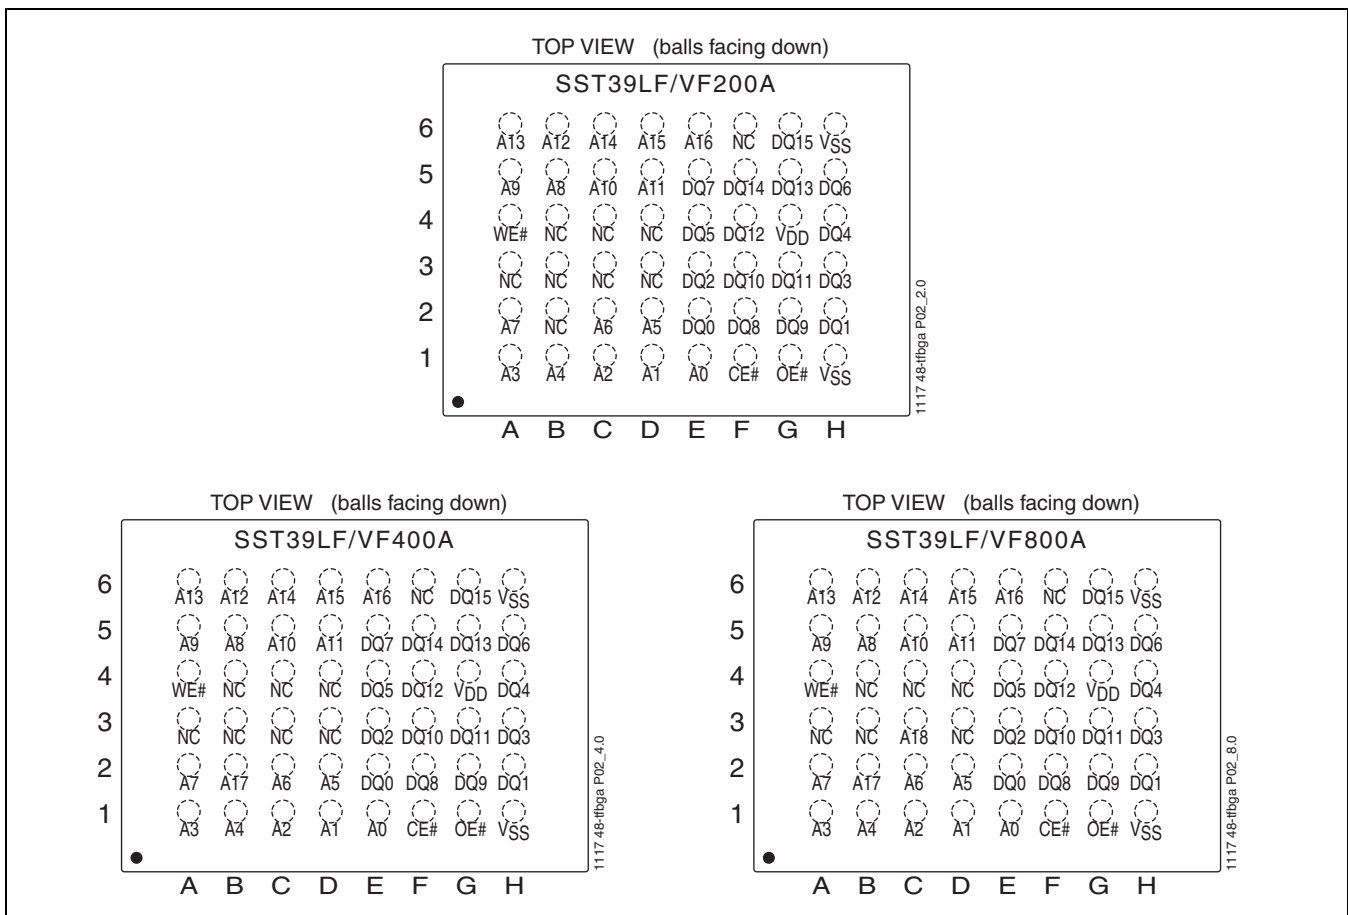 TOP VIEW (balls facing down)
SST39LF/VF200A
6 A13 A12 A14 A15 A16 NC DQ15 VSS
5 A9 A8 A10 A11 DQ7 DQ14 DQ13 DQ6
4 WE# NC NC NC DQ5 DQ12 VDD DQ4
3 NC NC NC NC DQ2 DQ10 DQ11 DQ3
2 A7 NC A6 A5 DQ0 DQ8 DQ9 DQ1
1 A3 A4 A2 A1 A0 CE# OE# VSS
A B C D E F G H
1117 48-tfbga P02_2.0
TOP VIEW (balls facing down)
SST39LF/VF400A
6 A13 A12 A14 A15 A16 NC DQ15 VSS
5 A9 A8 A10 A11 DQ7 DQ14 DQ13 DQ6
4 WE# NC NC NC DQ5 DQ12 VDD DQ4
3 NC NC NC NC DQ2 DQ10 DQ11 DQ3
2 A7 A17 A6 A5 DQ0 DQ8 DQ9 DQ1
1 A3 A4 A2 A1 A0 CE# OE# VSS
A B C D E F G H
1117 48-tfbga P02_4.0
TOP VIEW (balls facing down)
SST39LF/VF800A
6 A13 A12 A14 A15 A16 NC DQ15 VSS
5 A9 A8 A10 A11 DQ7 DQ14 DQ13 DQ6
4 WE# NC NC NC DQ5 DQ12 VDD DQ4
3 NC NC A18 NC DQ2 DQ10 DQ11 DQ3
2 A7 A17 A6 A5 DQ0 DQ8 DQ9 DQ1
1 A3 A4 A2 A1 A0 CE# OE# VSS
A B C D E F G H
1117 48-tfbga P02_8.0